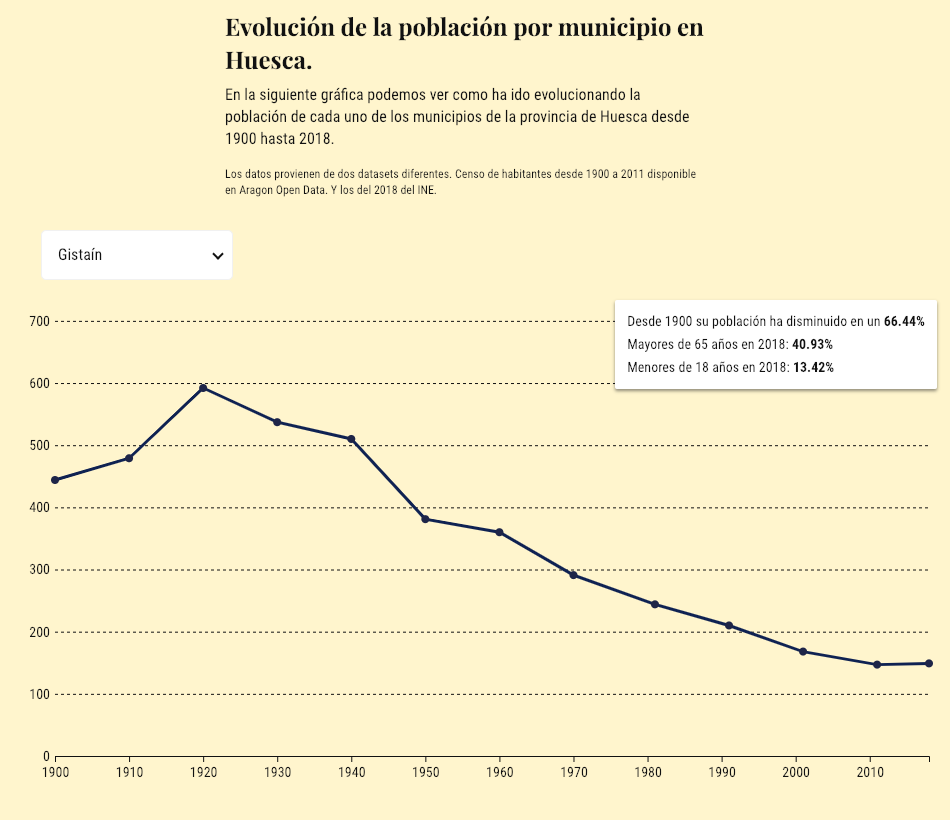 Evolución de la población por municipio en
Huesca.
En la siguiente gráfica podemos ver como ha ido evolucionando la
población de cada uno de los municipios de la provincia de Huesca desde
1900 hasta 2018.
Los datos provienen de dos datasets diferentes. Censo de habitantes desde 1900 a 2011 disponible
en Aragon Open Data. Y los del 2018 del INE.
Gistaín
Desde 1900 su población ha disminuido en un 66.44%
Mayores de 65 años en 2018: 40.93%
Menores de 18 años en 2018: 13.42%
700
600
500
400
300
200
100
0
1900 1910 1920 1930 1940 1950 1960 1970 1980 1990 2000 2010